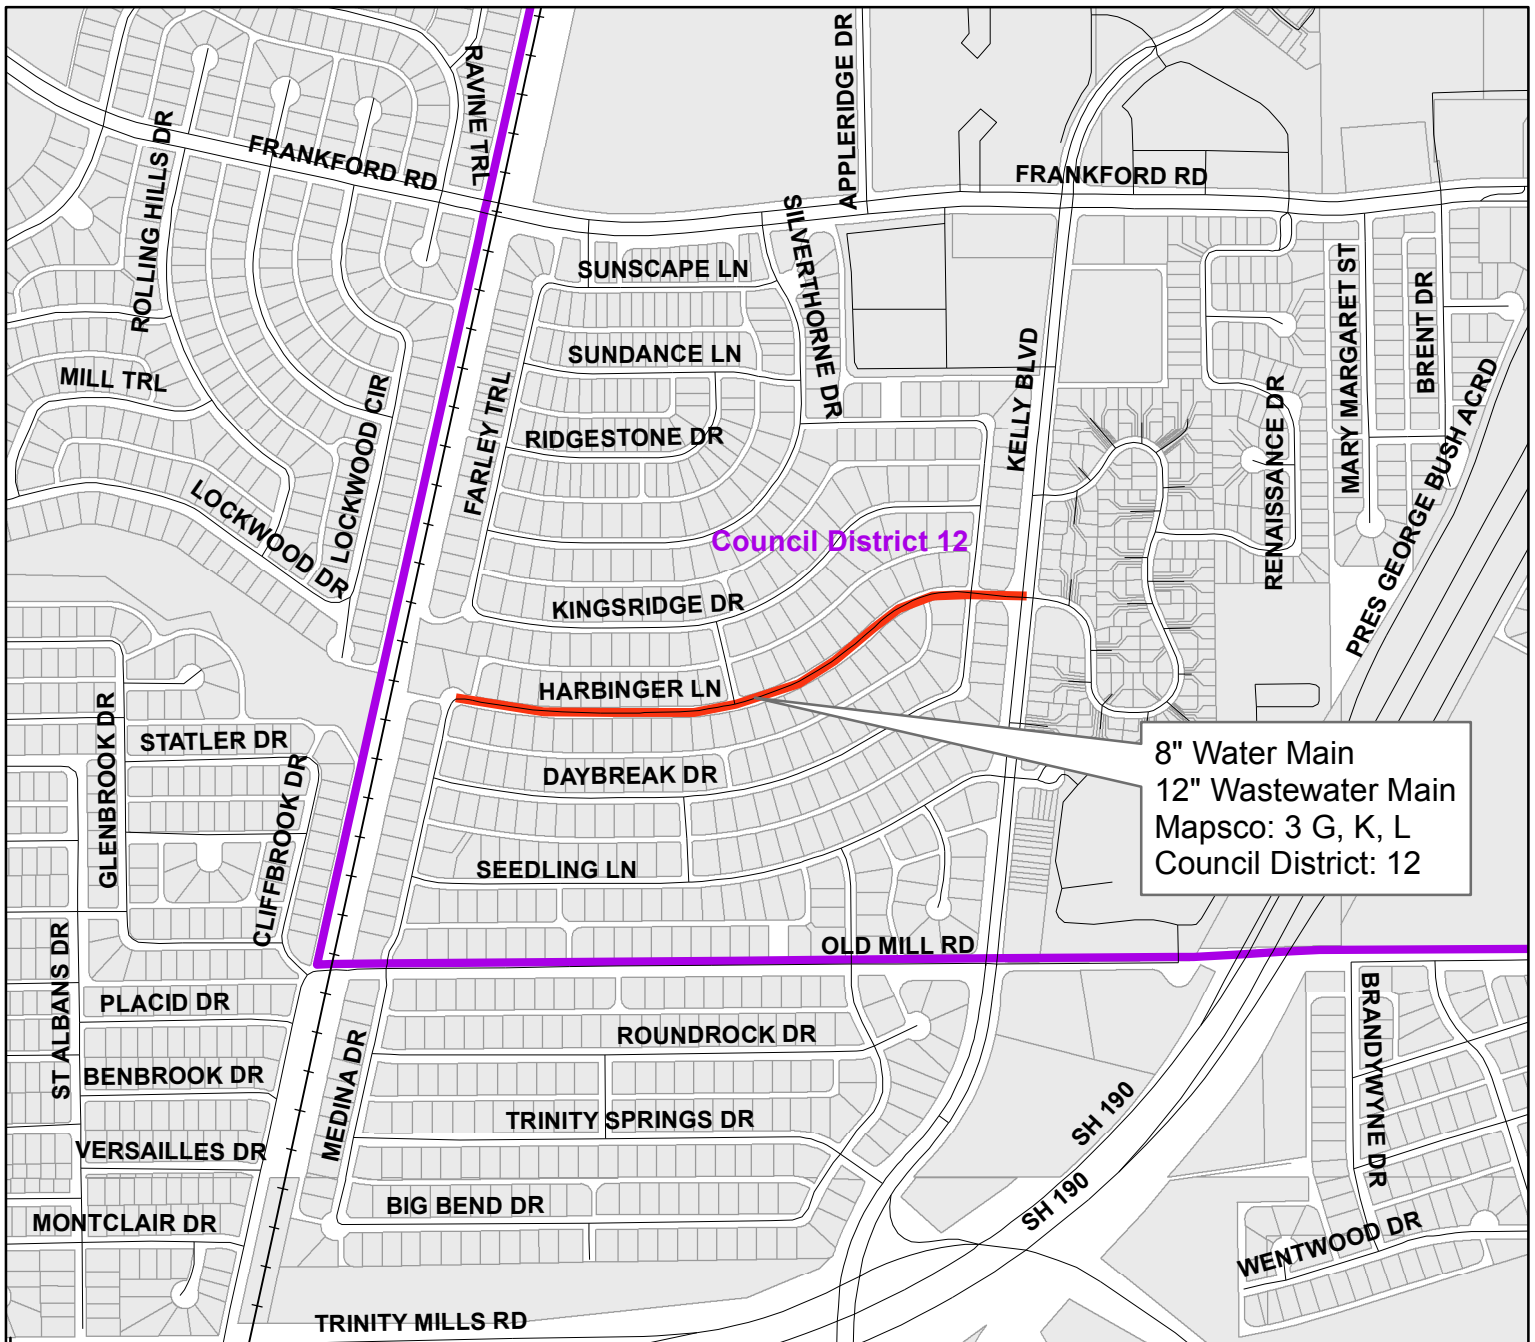 RAVINE TRL
APPLERIDGE DR
ROLLING HILLS DR
FRANKFORD RD
FRANKFORD RD
SILVERTHORNE DR
SUNSCAPE LN
MARY MARGARET ST
BRENT DR
SUNDANCE LN
KELLY BLVD
MILL TRL
LOCKWOOD CIR
FARLEY TRL
RENAISSANCE DR
PRES GEORGE BUSH ACRD
RIDGESTONE DR
LOCKWOOD DR
Council District 12
KINGSRIDGE DR
HARBINGER LN
GLENBROOK DR
STATLER DR
CLIFFBROOK DR
DAYBREAK DR
8" Water Main
12" Wastewater Main
Mapsco: 3 G, K, L
Council District: 12
SEEDLING LN
ST ALBANS DR
OLD MILL RD
PLACID DR
BRANDYWYNE DR
ROUNDROCK DR
MEDINA DR
BENBROOK DR
SH 190
TRINITY SPRINGS DR
VERSAILLES DR
SH 190
BIG BEND DR
MONTCLAIR DR
WENTWOOD DR
TRINITY MILLS RD